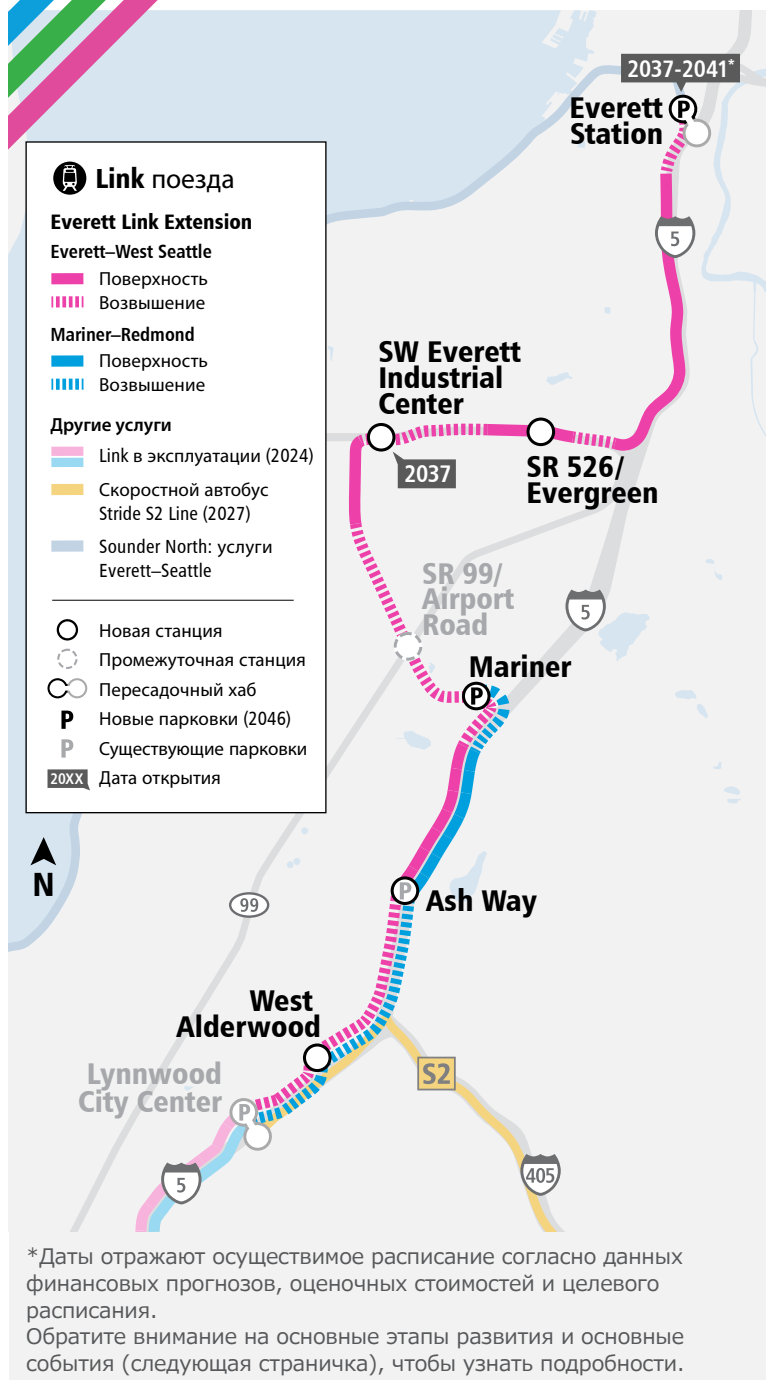 2037-2041*
Everett
Station
P
Link поезда
Everett Link Extension
Everett–West Seattle
Поверхность
Возвышение
Mariner–Redmond
Поверхность
Возвышение
Другие услуги
Link в эксплуатации (2024)
Скоростной автобус
Stride S2 Line (2027)
Sounder North: услуги
Everett–Seattle
Новая станция
Промежуточная станция
Пересадочный хаб
P Новые парковки (2046)
P Существующие парковки
20XX Дата открытия
N
5
SW Everett
Industrial
Center
2037
SR 526/
Evergreen
SR 99/
Airport
Road
5
Mariner
P
P
Ash Way
99
West
Alderwood
Lynnwood
City Center
P
S2
5
405
*Даты отражают осуществимое расписание согласно данных
финансовых прогнозов, оценочных стоимостей и целевого
расписания.
Обратите внимание на основные этапы развития и основные
события (следующая страничка), чтобы узнать подробности.